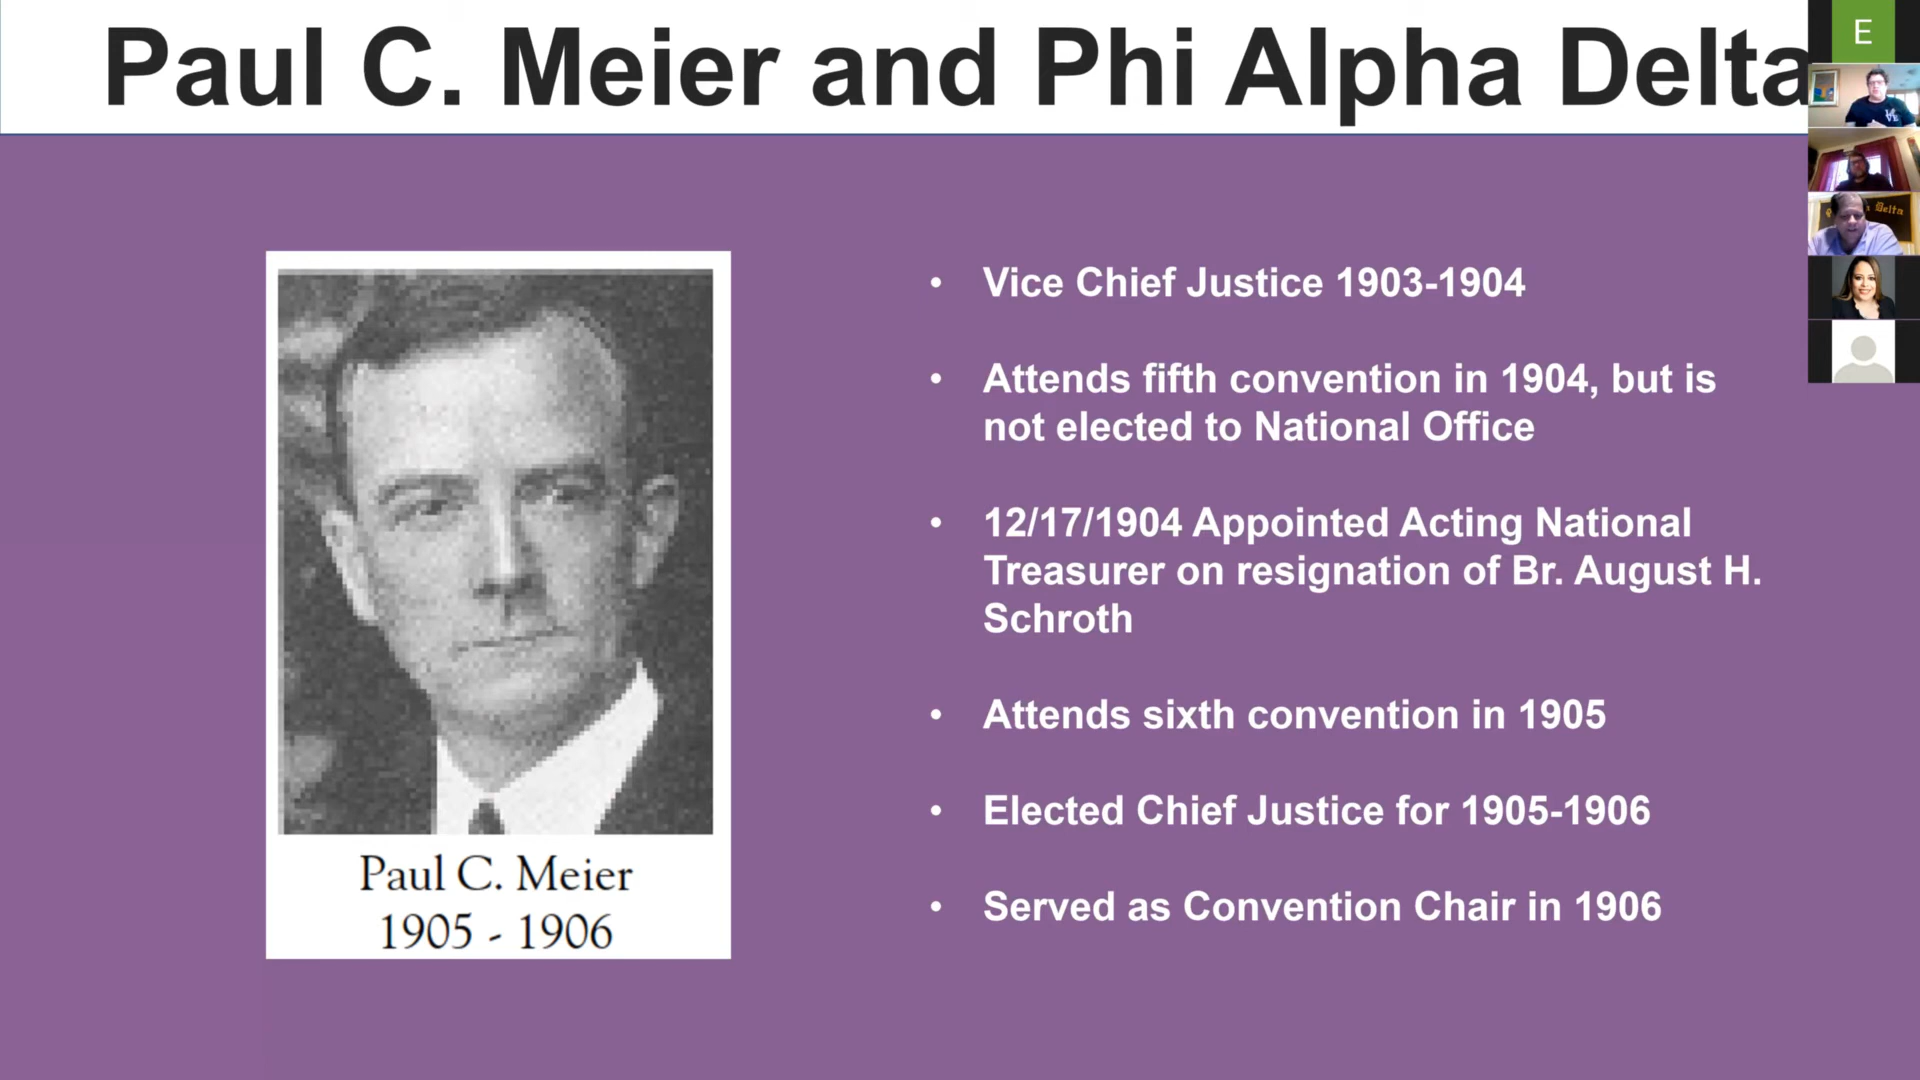 Paul C. Meier and Phi Alpha Delta
E
Delta
• Vice Chief Justice 1903-1904
• Attends fifth convention in 1904, but is
not elected to National Office
• 12/17/1904 Appointed Acting National
Treasurer on resignation of Br. August H.
Schroth
• Attends sixth convention in 1905
• Elected Chief Justice for 1905-1906
• Served as Convention Chair in 1906
Paul C. Meier
1905 - 1906